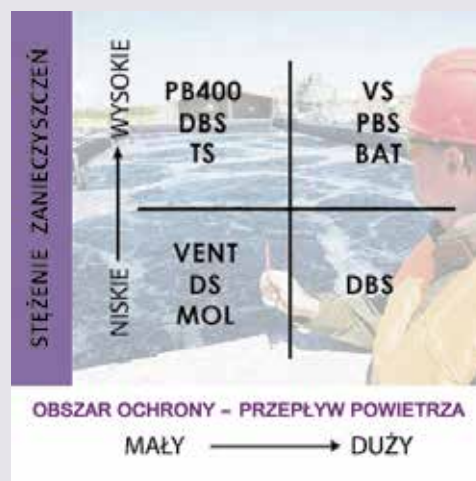 STĘŻENIE ZANIECZYSZCZEŃ
NISKIE
WYSOKIE
PB400
DBS
TS
VS
PBS
BAT
VENT
DS
MOL
DBS
OBSZAR OCHRONY – PRZEPŁYW POWIETRZA
MAŁY
DUŻY